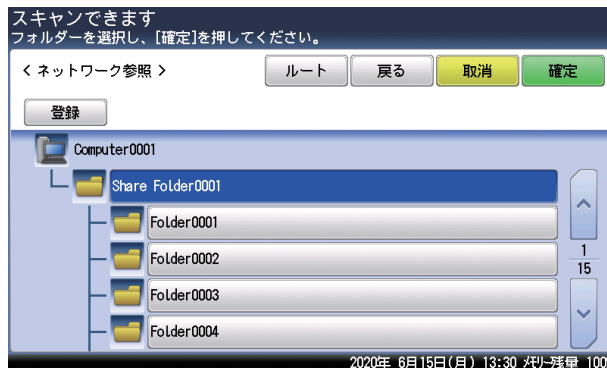 スキャンできます
フォルダーを選択し、[確定]を押してください。
< ネットワーク参照 > ルート 戻る 取消 確定
登録
Computer0001
Share Folder0001
Folder0001
Folder0002
1
15
Folder0003
Folder0004
2020年 6月15日(月) 13:30 メモリー残量 100